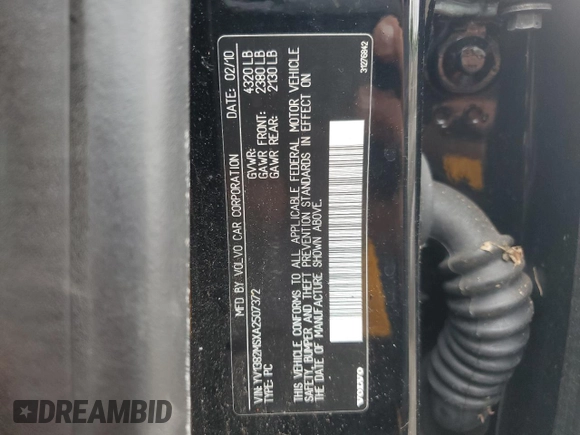 MFD BY VOLVO CAR CORPORATION DATE: 02/10
GVWR: 4320 LB
GAWR FRONT: 2380 LB
GAWR REAR: 2130 LB
VIN: YV1382MSXA2507372
TYPE: PC
THIS VEHICLE CONFORMS TO ALL APPLICABLE FEDERAL MOTOR VEHICLE
SAFETY, BUMPER, AND THEFT PREVENTION STANDARDS IN EFFECT ON
THE DATE OF MANUFACTURE SHOWN ABOVE.
VOLVO
31276842
DREAMBID